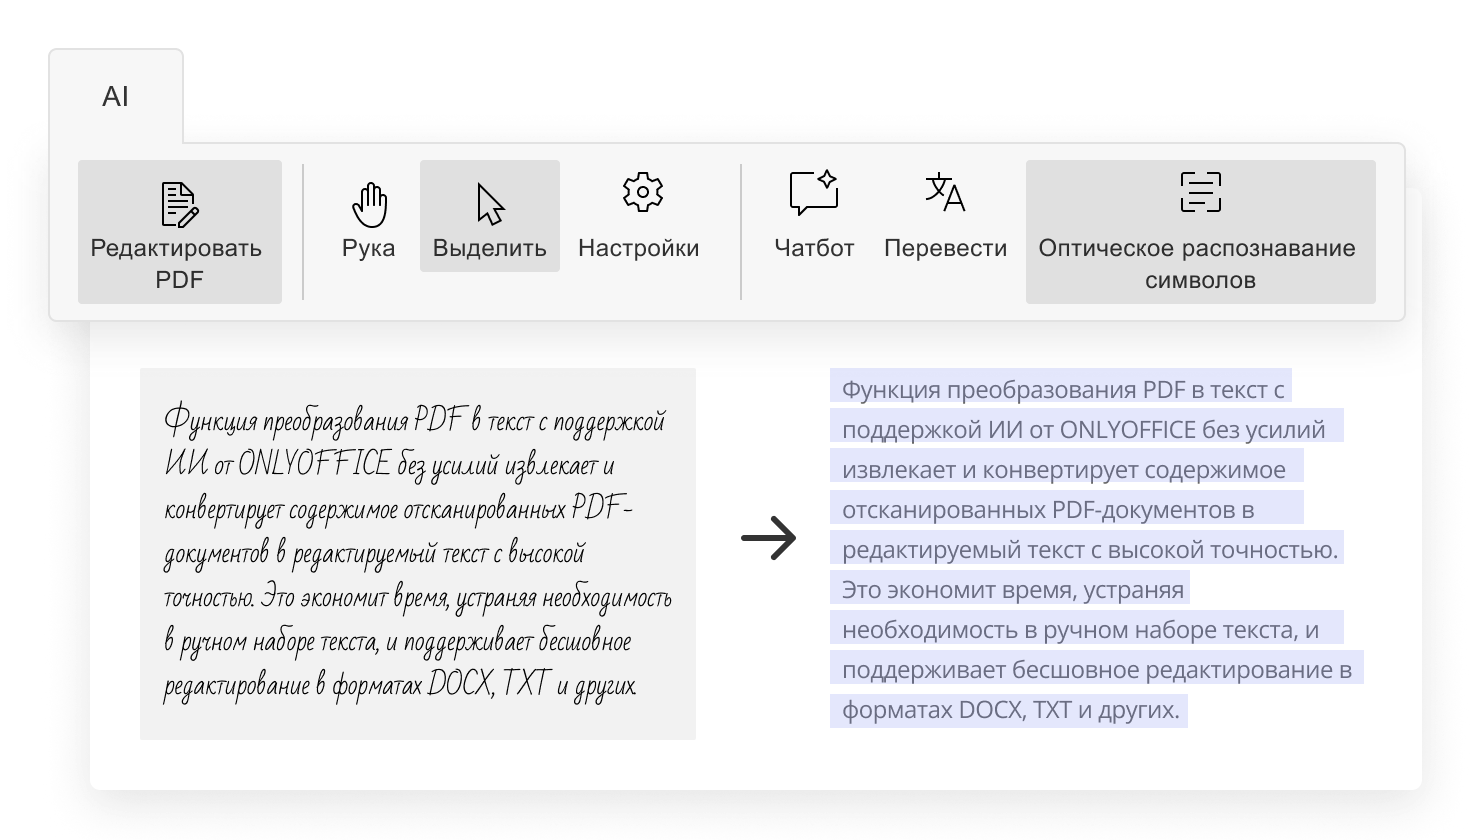 AI
Редактировать
PDF
Рука
Выделить
Настройки
Чатбот
Перевести
Оптическое распознавание
символов
Функция преобразования PDF в текст с поддержкой
ИИ от ONLYOFFICE без усилий извлекает и
конвертирует содержимое отсканированных PDF-
документов в редактируемый текст с высокой
точностью. Это экономит время, устраняя необходимость
в ручном наборе текста, и поддерживает бесшовное
редактирование в форматах DOCX, TXT и других
Функция преобразования PDF в текст с
поддержкой ИИ от ONLYOFFICE без усилий
извлекает и конвертирует содержимое
отсканированных PDF-документов в
редактируемый текст с высокой точностью.
Это экономит время, устраняя
необходимость в ручном наборе текста, и
поддерживает бесшовное редактирование в
форматах DOCX, TXT и других.